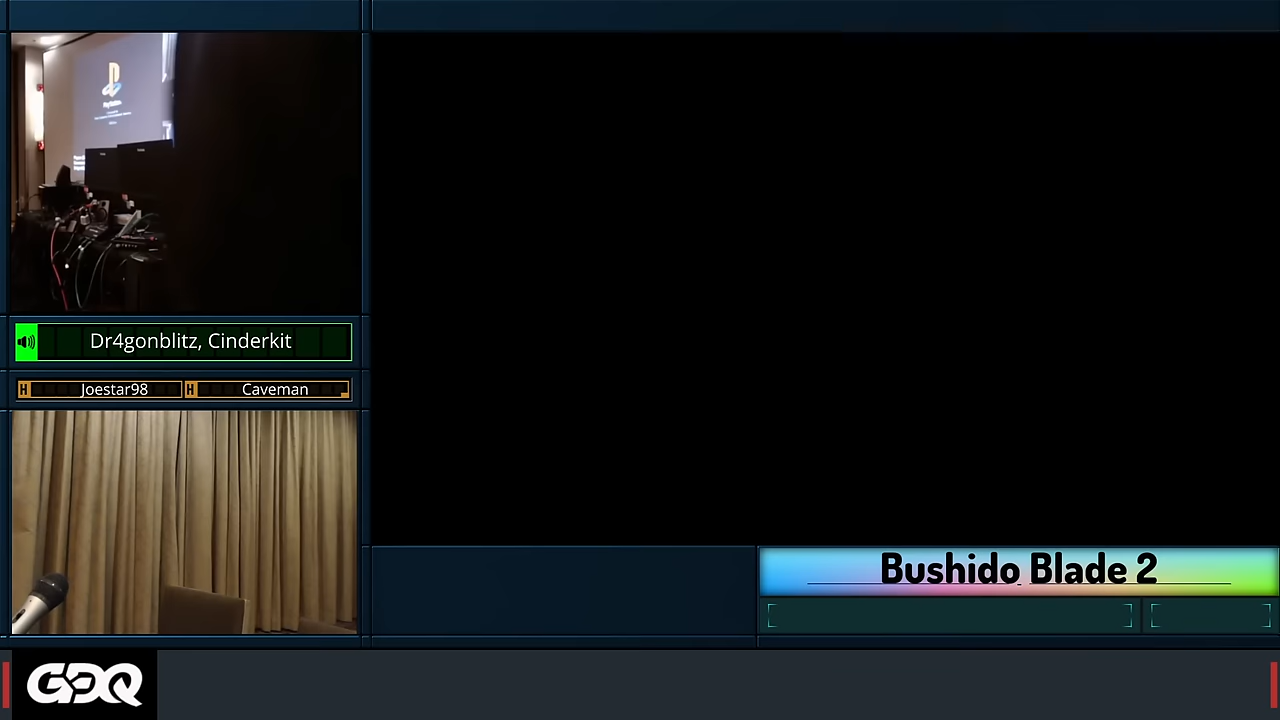 Dr4gonblitz, Cinderkit
H Joestar98 H Caveman
Bushido Blade 2
GDQ